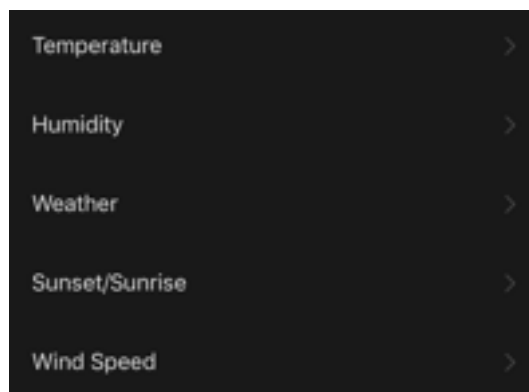 Temperature
Humidity
Weather
Sunset/Sunrise
Wind Speed